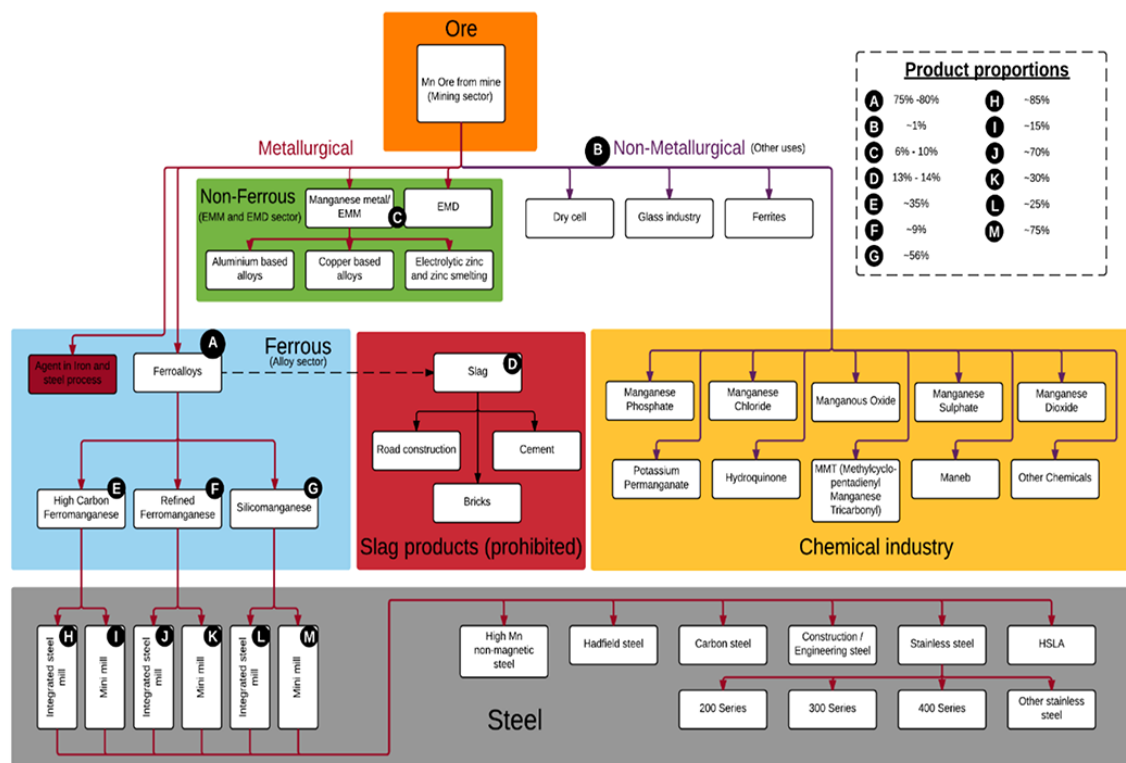 Ore
Mn Ore from mine
(Mining sector)
Product proportions
A 75% -80%
B ~1%
C 6% - 10%
D 13% - 14%
E ~35%
F ~9%
G ~56%
H ~85%
I ~15%
J ~70%
K ~30%
L ~25%
M ~75%
Metallurgical
B Non-Metallurgical (Other uses)
Non-Ferrous
(EMM and EMD sector)
Manganese metal/
EMM
C
EMD
Aluminium based
alloys
Copper based
alloys
Electrolytic zinc
and zinc smelting
Dry cell
Glass industry
Ferrites
Ferrous
(Alloy sector)
Agent in Iron and
steel process
A
Ferroalloys
E
High Carbon
Ferromanganese
F
Refined
Ferromanganese
G
Silicomanganese
D
Slag
Road construction
Cement
Bricks
Slag products (prohibited)
Manganese
Phosphate
Manganese
Chloride
Manganous Oxide
Manganese
Sulphate
Manganese
Dioxide
Potassium
Permanganate
Hydroquinone
MMT (Methylcyclo-
pentadienyl
Manganese
Tricarbonyl)
Maneb
Other Chemicals
Chemical industry
H
Integrated steel
mill
I
Mini mill
J
Integrated steel
mill
K
Mini mill
L
Integrated steel
mill
M
Mini mill
High Mn
non-magnetic
steel
Hadfield steel
Carbon steel
Construction /
Engineering steel
Stainless steel
HSLA
200 Series
300 Series
400 Series
Other stainless
steel
Steel